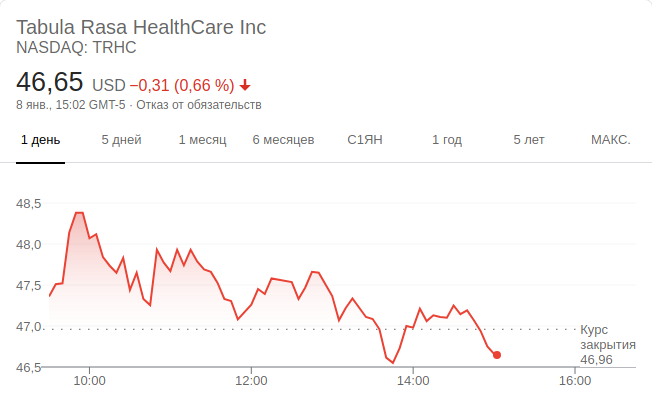 Tabula Rasa HealthCare Inc
NASDAQ: TRHC
46,65 USD −0,31 (0,66 %)
8 янв., 15:02 GMT-5 · Отказ от обязательств
1 день 5 дней 1 месяц 6 месяцев С1ЯН 1 год 5 лет МАКС.
48,5
48,0
47,5
47,0
Курс
закрытия
46,96
46,5
10:00 12:00 14:00 16:00